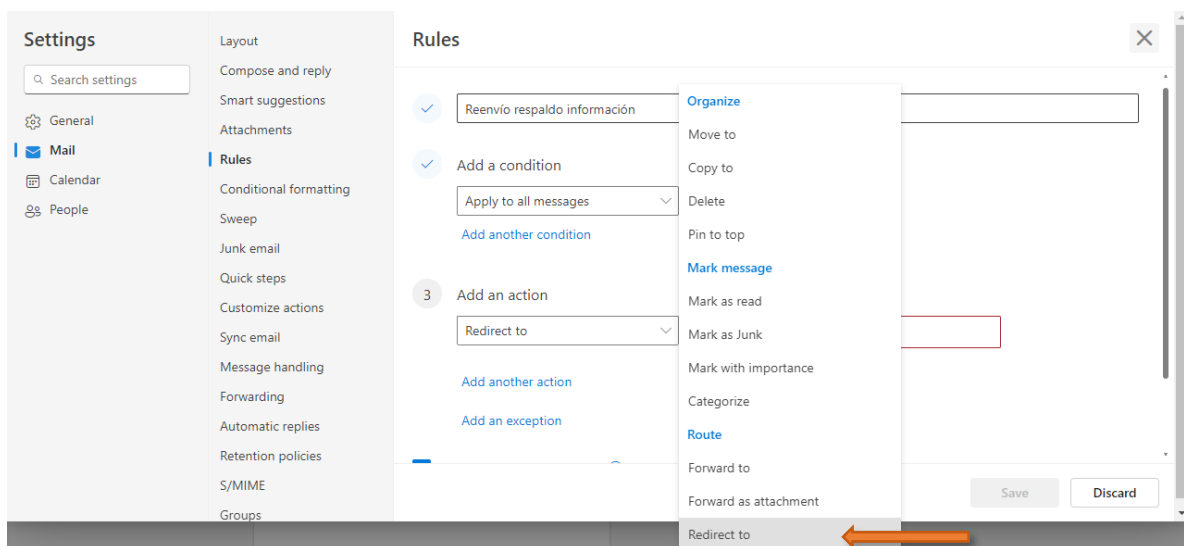 Settings
Search settings
General
Mail
Calendar
People
Layout
Compose and reply
Smart suggestions
Attachments
Rules
Conditional formatting
Sweep
Junk email
Quick steps
Customize actions
Sync email
Message handling
Forwarding
Automatic replies
Retention policies
S/MIME
Groups
Rules
Reenvío respaldo información
Add a condition
Apply to all messages
Add another condition
3 Add an action
Redirect to
Add another action
Add an exception
Organize
Move to
Copy to
Delete
Pin to top
Mark message
Mark as read
Mark as Junk
Mark with importance
Categorize
Route
Forward to
Forward as attachment
Redirect to
Save
Discard